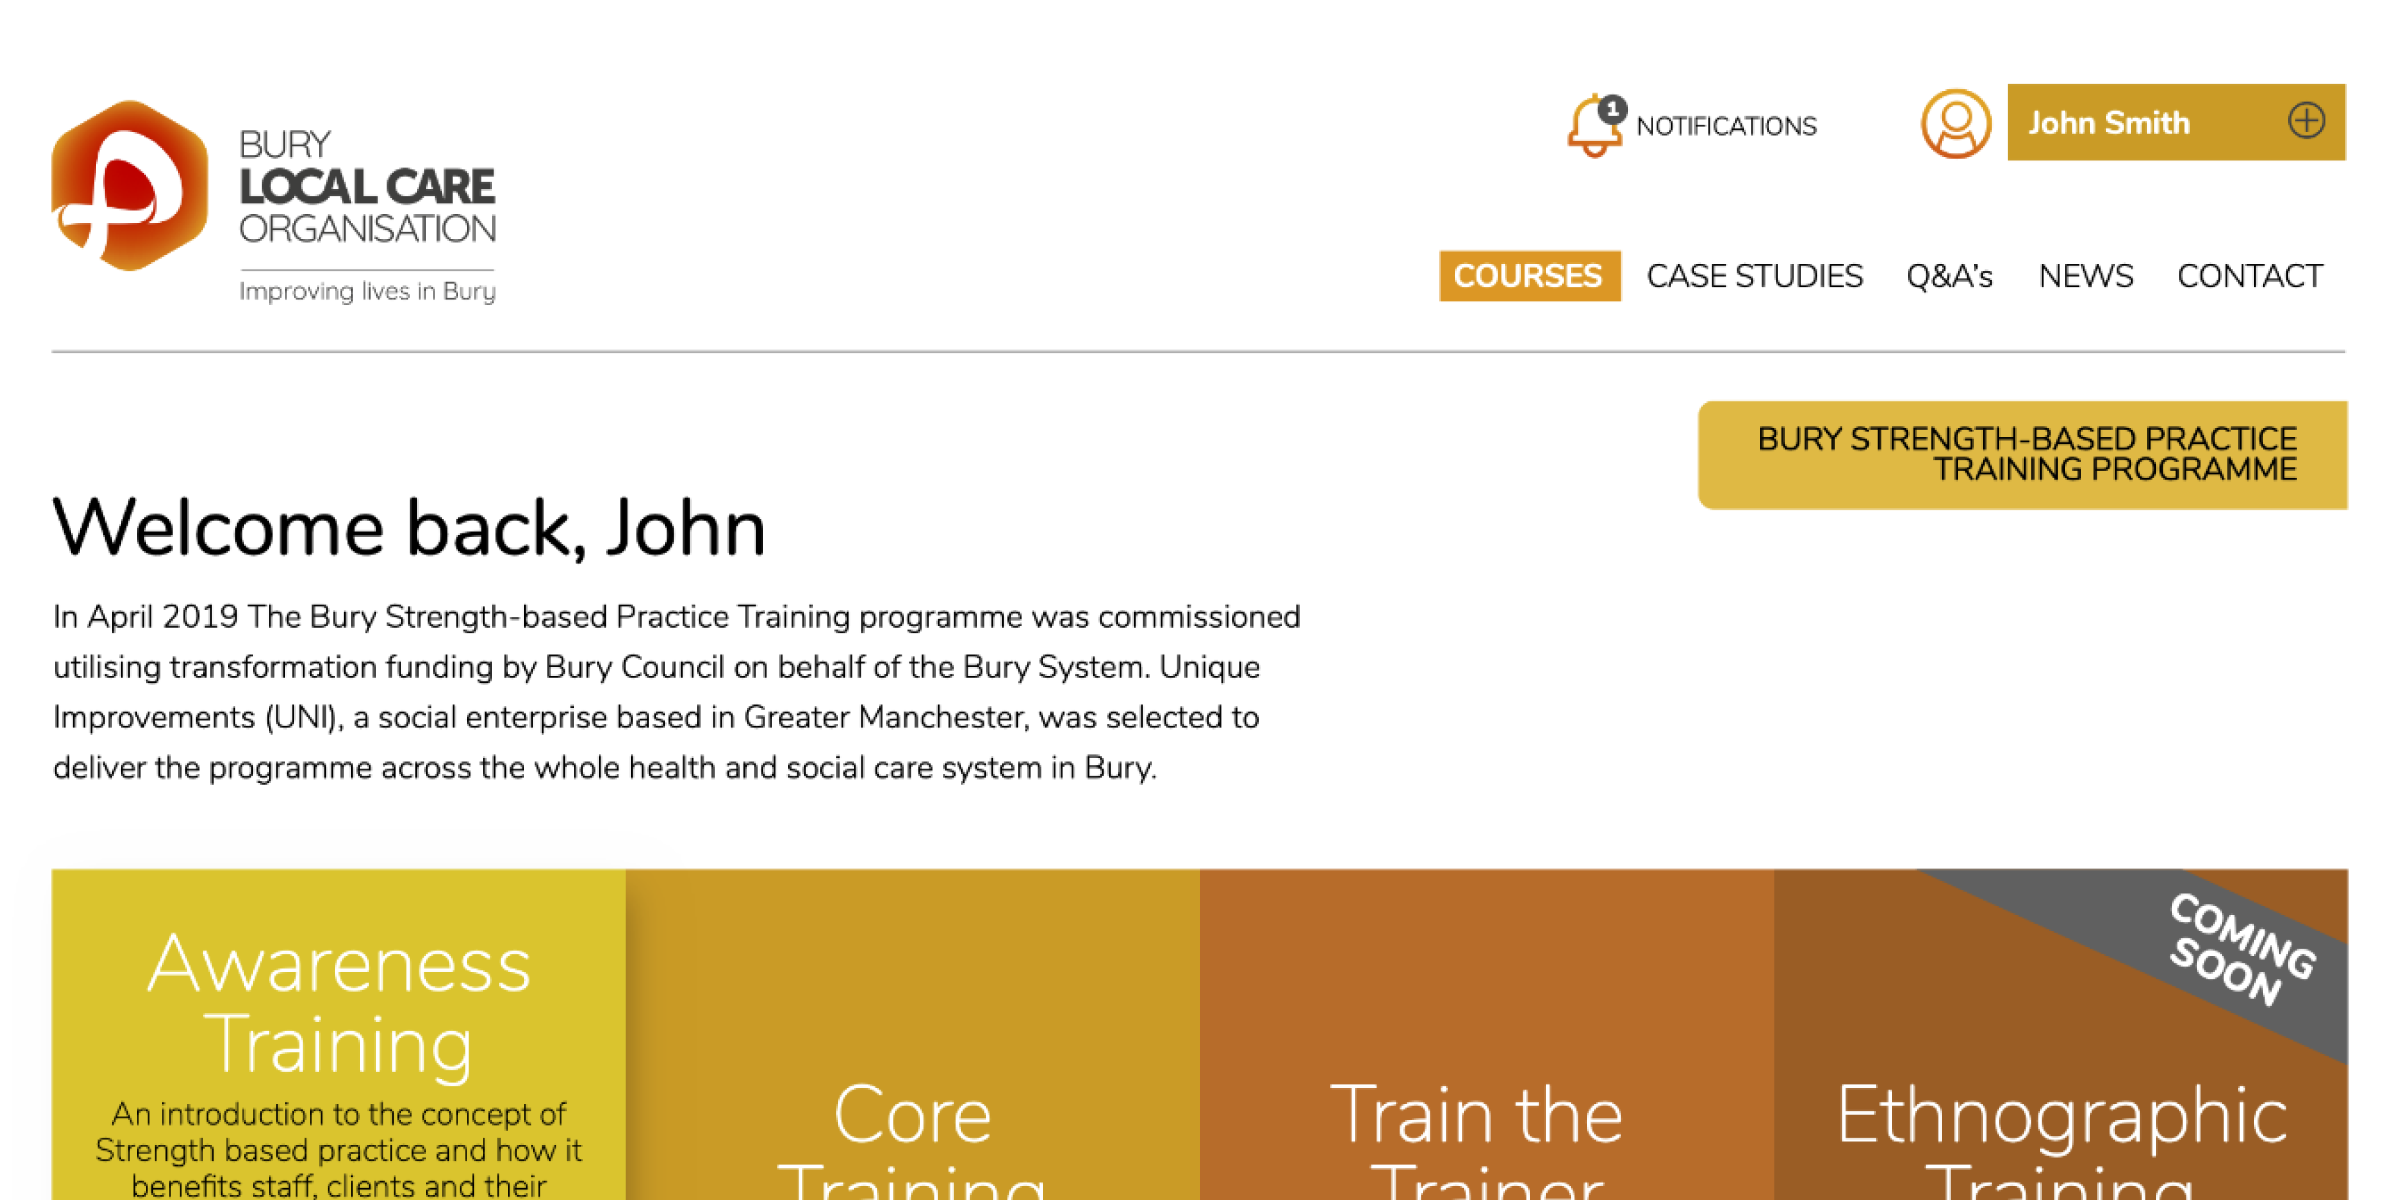 BURY
LOCAL CARE
ORGANISATION
Improving lives in Bury
1
NOTIFICATIONS
John Smith
COURSES
CASE STUDIES
Q&A's
NEWS
CONTACT
BURY STRENGTH-BASED PRACTICE
TRAINING PROGRAMME
Welcome back, John
In April 2019 The Bury Strength-based Practice Training programme was commissioned
utilising transformation funding by Bury Council on behalf of the Bury System. Unique
Improvements (UNI), a social enterprise based in Greater Manchester, was selected to
deliver the programme across the whole health and social care system in Bury.
Awareness
Training
An introduction to the concept of
Strength based practice and how it
benefits staff, clients and their
Core
Training
Train the
Trainer
COMING
SOON
Ethnographic
Training